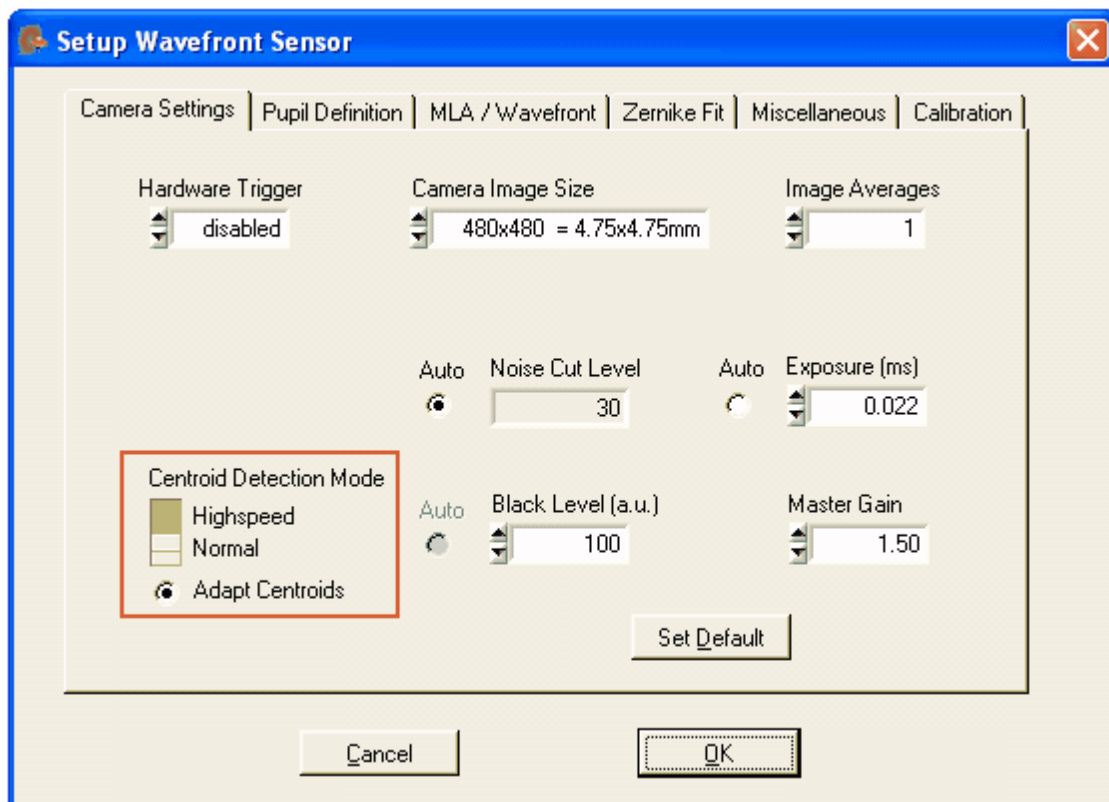 Setup Wavefront Sensor
Camera Settings Pupil Definition MLA / Wavefront Zernike Fit Miscellaneous Calibration
Hardware Trigger Camera Image Size Image Averages
disabled 480x480 = 4.75x4.75mm 1
Auto Noise Cut Level Auto Exposure (ms)
30 0.022
Centroid Detection Mode
Highspeed
Normal
Adapt Centroids
Auto Black Level (a.u.) Master Gain
100 1.50
Set Default
Cancel OK